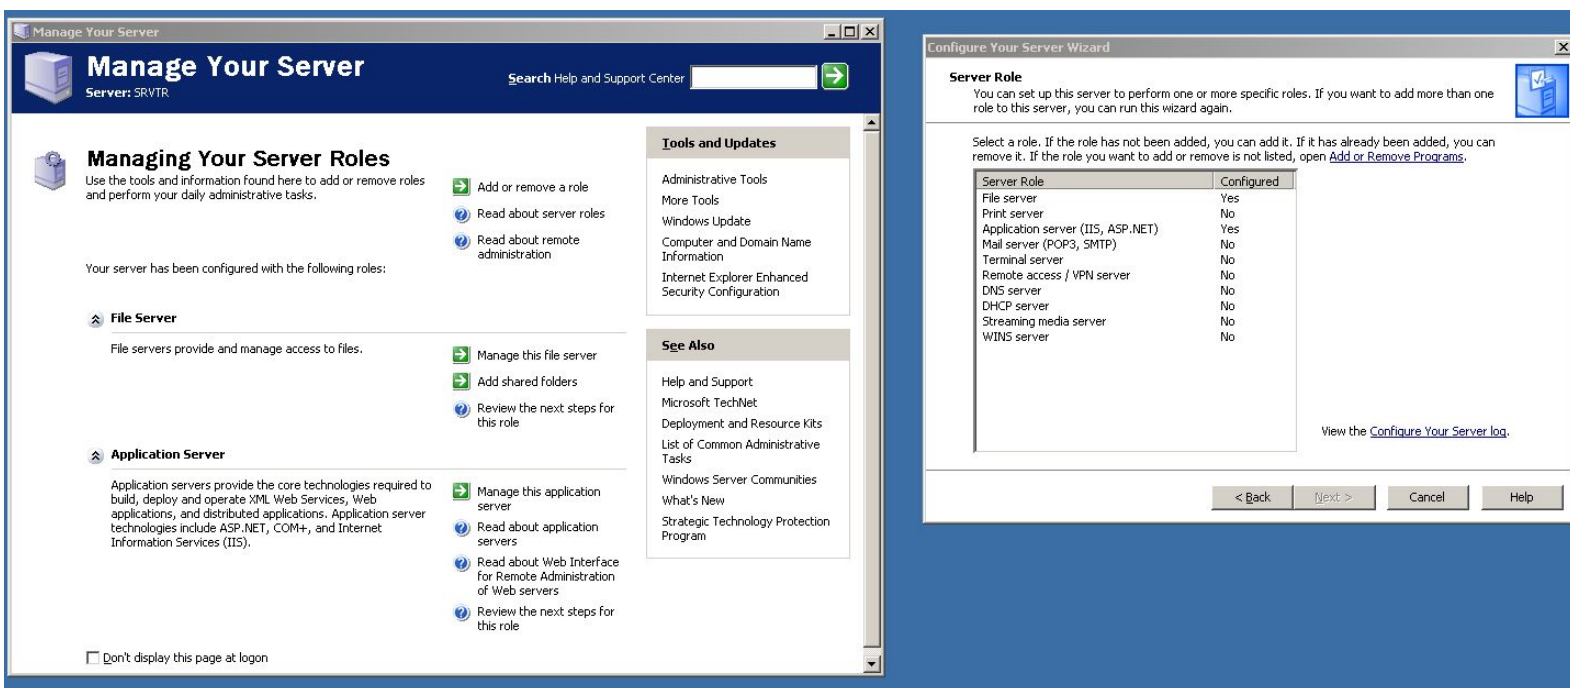 Manage Your Server
Manage Your Server
Server: SRVTR
Search Help and Support Center
Managing Your Server Roles
Use the tools and information found here to add or remove roles
and perform your daily administrative tasks.
Add or remove a role
Read about server roles
Read about remote
administration
Your server has been configured with the following roles:
File Server
File servers provide and manage access to files.
Manage this file server
Add shared folders
Review the next steps for
this role
Application Server
Application servers provide the core technologies required to
build, deploy and operate XML Web Services, Web
applications, and distributed applications. Application server
technologies include ASP.NET, COM+, and Internet
Information Services (IIS).
Manage this application
server
Read about application
servers
Read about Web Interface
for Remote Administration
of Web servers
Review the next steps for
this role
Don't display this page at logon
Tools and Updates
Administrative Tools
More Tools
Windows Update
Computer and Domain Name
Information
Internet Explorer Enhanced
Security Configuration
See Also
Help and Support
Microsoft TechNet
Deployment and Resource Kits
List of Common Administrative
Tasks
Windows Server Communities
What's New
Strategic Technology Protection
Program
Configure Your Server Wizard
Server Role
You can set up this server to perform one or more specific roles. If you want to add more than one
role to this server, you can run this wizard again.
Select a role. If the role has not been added, you can add it. If it has already been added, you can
remove it. If the role you want to add or remove is not listed, open Add or Remove Programs.
Server Role Configured
File server Yes
Print server No
Application server (IIS, ASP.NET) Yes
Mail server (POP3, SMTP) No
Terminal server No
Remote access / VPN server No
DNS server No
DHCP server No
Streaming media server No
WINS server No
View the Configure Your Server log.
< Back Next > Cancel Help